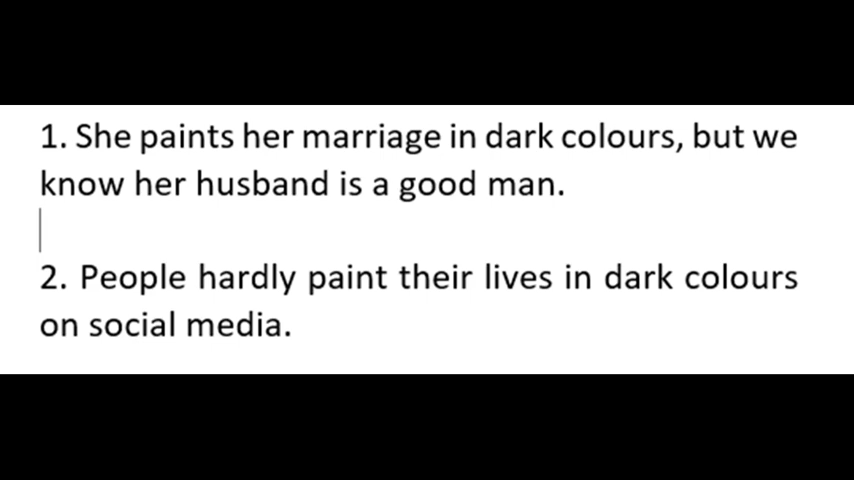 1. She paints her marriage in dark colours, but we
know her husband is a good man.
2. People hardly paint their lives in dark colours
on social media.